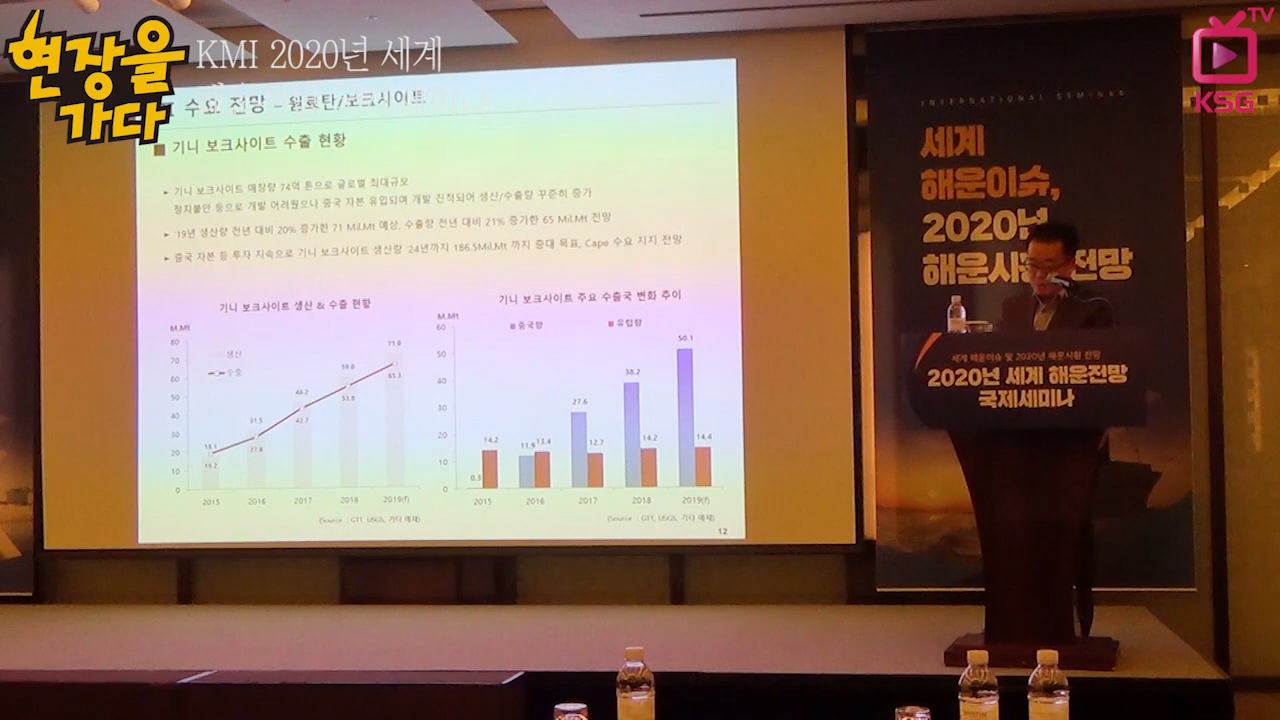 현장을
가다
KMI 2020년 세계
TV
KSG
수요 전망 – 원료탄/보크사이트
■ 기니 보크사이트 수출 현황
► 기니 보크사이트 매장량 74억 톤으로 글로벌 최대규모
정치불안 등으로 개발 어려웠으나 중국 자본 유입되며 개발 진척되어 생산/수출량 꾸준히 증가
► '19년 생산량 전년 대비 20% 증가한 71 Mil.Mt 예상, 수출량 전년 대비 21% 증가한 65 Mil.Mt 전망
► 중국 자본 등 투자 지속으로 기니 보크사이트 생산량 '24년까지 186.5Mil.Mt 까지 증대 목표, Cape 수요 지지 전망
기니 보크사이트 생산 & 수출 현황
M.Mt
생산
수출
80
70
60
50
40
30
20
10
0
18.1
19.2
31.5
27.6
46.2
42.7
59.0
53.9
71.0
65.3
2015 2016 2017 2018 2019(f)
(Source : GTT, USGS, 기타 매체)
기니 보크사이트 주요 수출국 변화 추이
M.Mt
중국향 유럽향
60
50
40
30
20
10
0
0.3 14.2 11.9 13.4 27.6 12.7 38.2 14.2 50.1 14.4
2015 2016 2017 2018 2019(f)
(Source : GTT, USGS, 기타 매체)
12
INTERNATIONAL SEMINAR
세계
해운이슈,
2020년
해운시황 전망
세계 해운이슈 및 2020년 해운시황 전망
2020년 세계 해운전망
국제세미나